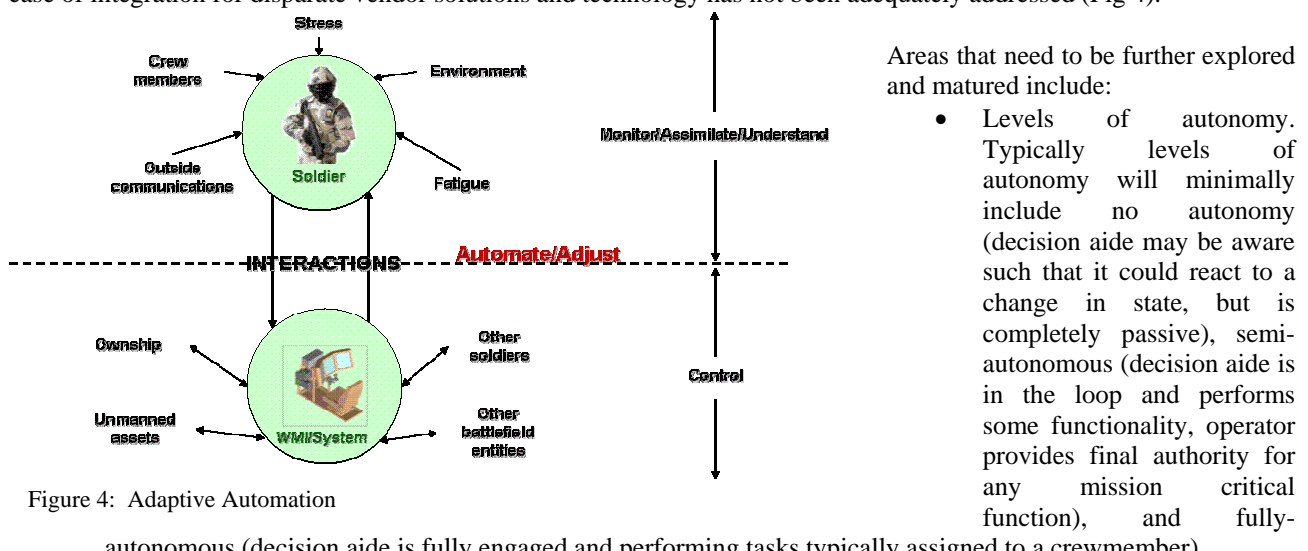 ease of integration for disparate vendor solutions and technology has not been adequately addressed (Fig 4).
Stress
Crew
members
Environment
Outside
communications
Soldier
Fatigue
Monitor/Assimilate/Understand
INTERACTIONS
Automate/Adjust
Ownship
Other
soldiers
Control
Unmanned
assets
WMI/System
Other
battlefield
entities
Figure 4: Adaptive Automation
Areas that need to be further explored
and matured include:
• Levels of autonomy.
Typically levels of
autonomy will minimally
include no autonomy
(decision aide may be aware
such that it could react to a
change in state, but is
completely passive), semi-
autonomous (decision aide is
in the loop and performs
some functionality, operator
provides final authority for
any mission critical
function), and fully-
autonomous (decision aide is fully engaged and performing tasks typically assigned to a crewmember)